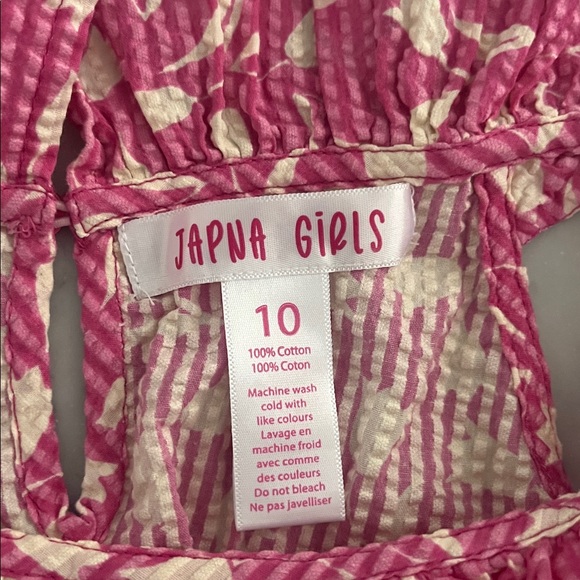 JAPNA GiRLS
10
100% Cotton
100% Coton
Machine wash
cold with
like colours
Lavage en
machine froid
avec comme
des couleurs
Do not bleach
Ne pas javelliser